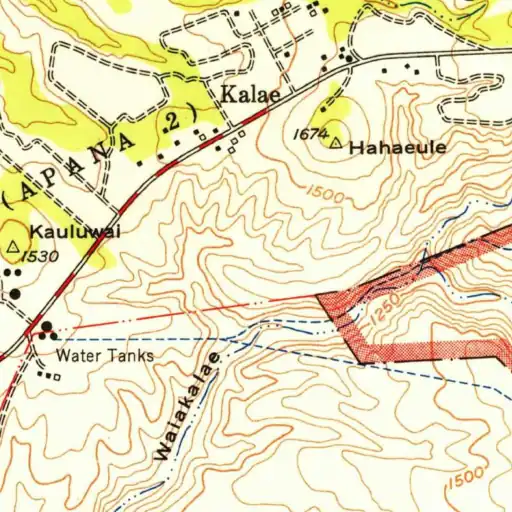 Kalae
1674
Hahaeule
(APANA 2)
1500
Kauluwai
1530
1250
Water Tanks
Waiakalae
1500